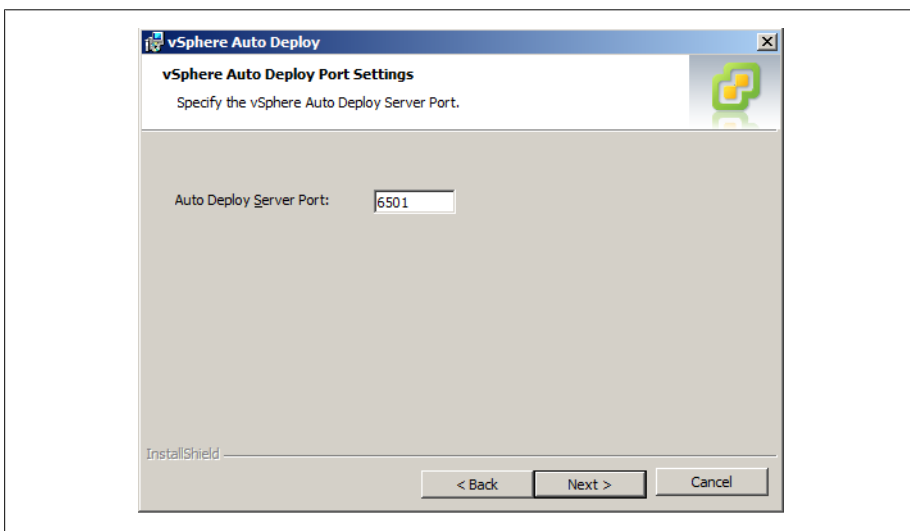 vSphere Auto Deploy
vSphere Auto Deploy Port Settings
Specify the vSphere Auto Deploy Server Port.
Auto Deploy Server Port: 6501
InstallShield
< Back Next > Cancel